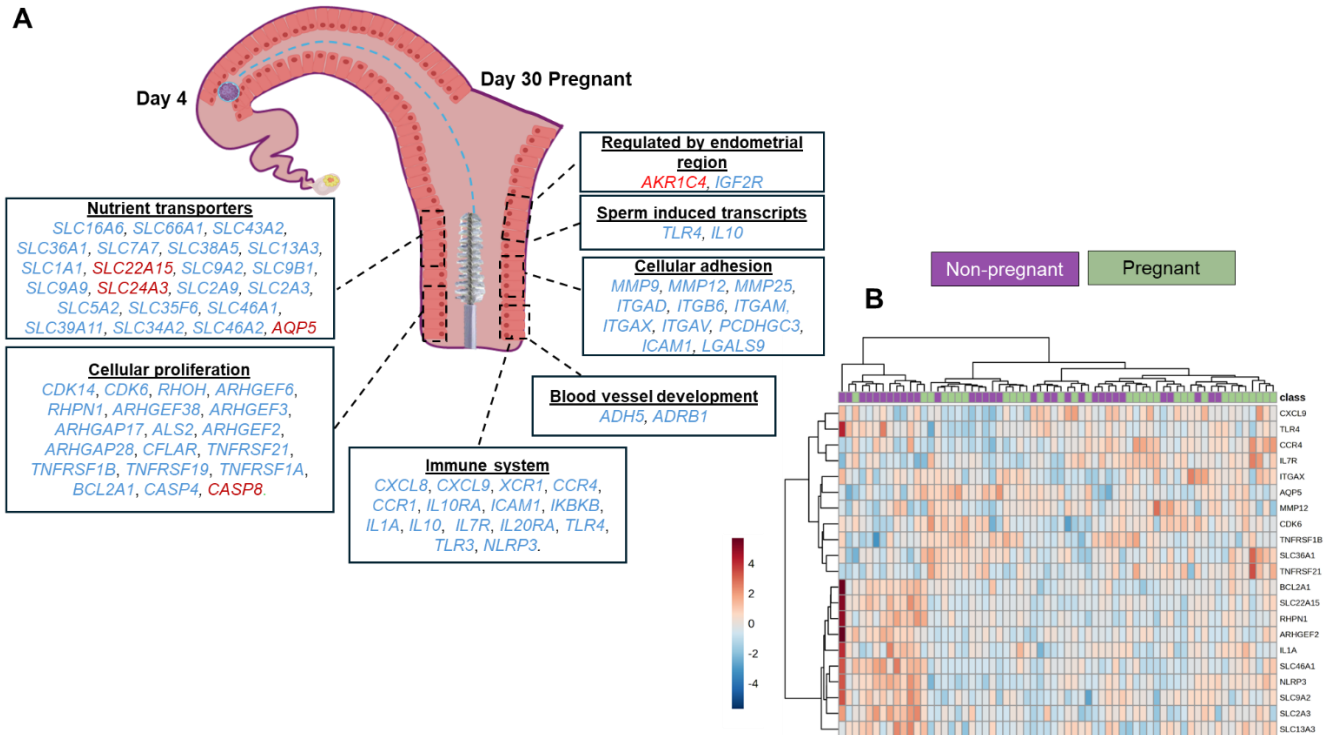 A
Day 4
Day 30 Pregnant
Regulated by endometrial
region
AKR1C4, IGF2R
Sperm induced transcripts
TLR4, IL10
Cellular adhesion
MMP9, MMP12, MMP25,
ITGAD, ITGB6, ITGAM,
ITGAX, ITGAV, PCDHGC3,
ICAM1, LGALS9
Blood vessel development
ADH5, ADRB1
Nutrient transporters
SLC16A6, SLC66A1, SLC43A2,
SLC36A1, SLC7A7, SLC38A5, SLC13A3,
SLC1A1, SLC22A15, SLC9A2, SLC9B1,
SLC9A9, SLC24A3, SLC2A9, SLC2A3,
SLC5A2, SLC35F6, SLC46A1,
SLC39A11, SLC34A2, SLC46A2, AQP5
Cellular proliferation
CDK14, CDK6, RHOH, ARHGEF6,
RHPN1, ARHGEF38, ARHGEF3,
ARHGAP17, ALS2, ARHGEF2,
ARHGAP28, CFLAR, TNFRSF21,
TNFRSF1B, TNFRSF19, TNFRSF1A,
BCL2A1, CASP4, CASP8.
Immune system
CXCL8, CXCL9, XCR1, CCR4,
CCR1, IL10RA, ICAM1, IKBKB,
IL1A, IL10, IL7R, IL20RA, TLR4,
TLR3, NLRP3.
Non-pregnant
Pregnant
B
class
CXCL9
TLR4
CCR4
IL7R
ITGAX
AQP5
MMP12
CDK6
TNFRSF1B
SLC36A1
TNFRSF21
BCL2A1
SLC22A15
RHPN1
ARHGEF2
IL1A
SLC46A1
NLRP3
SLC9A2
SLC2A3
SLC13A3
4
2
0
-2
-4